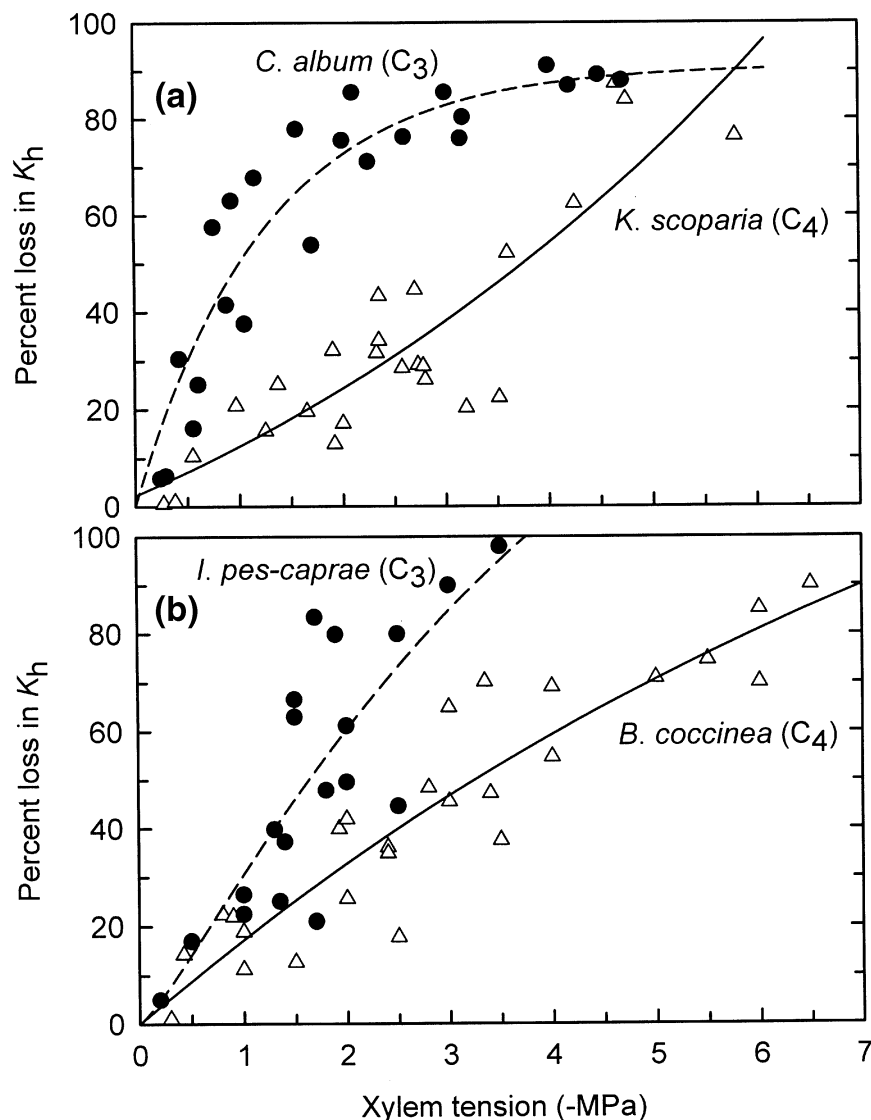 100
80
60
40
20
0
Percent loss in Kh
(a)
C. album (C3)
K. scoparia (C4)
100
80
60
40
20
0
Percent loss in Kh
(b)
I. pes-caprae (C3)
B. coccinea (C4)
0 1 2 3 4 5 6 7
Xylem tension (-MPa)